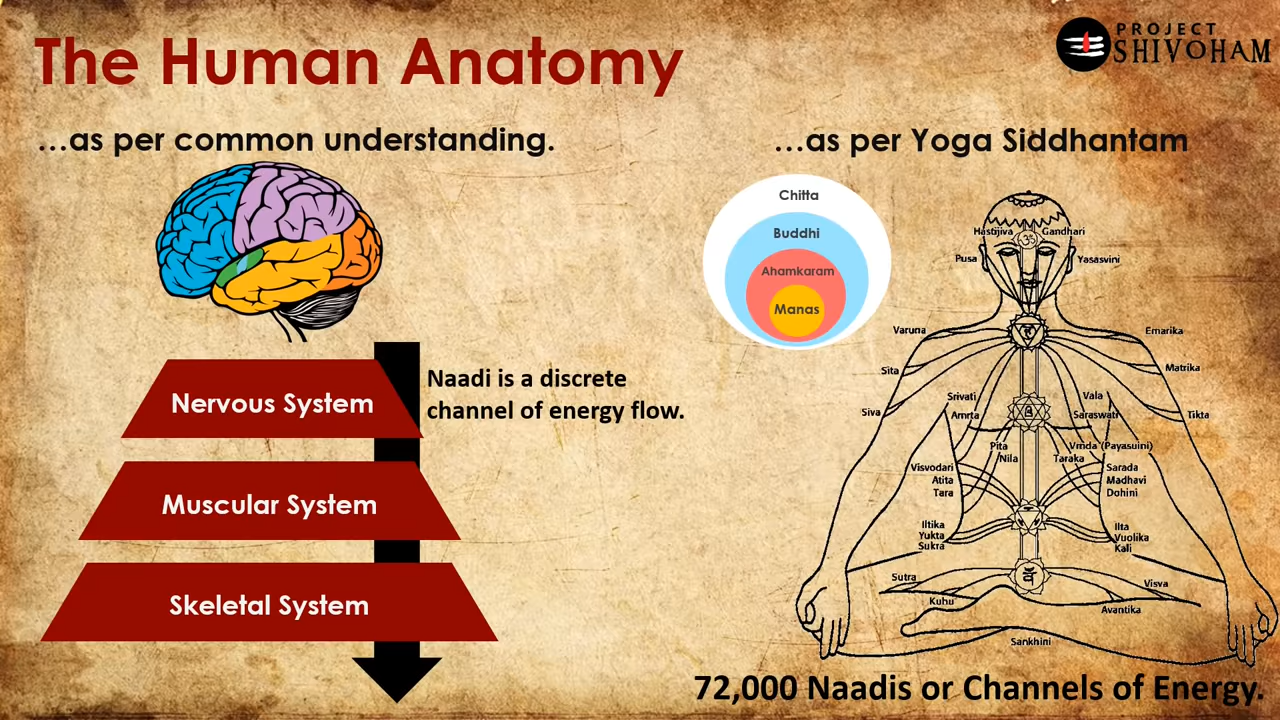 The Human Anatomy
PROJECT
SHIVOHAM
...as per common understanding.
...as per Yoga Siddhantam
Chitta
Buddhi
Ahamkaram
Manas
Nervous System
Muscular System
Skeletal System
Naadi is a discrete
channel of energy flow.
Hastijiva
Gandhari
ॐ
Pusa
Yasasvini
Varuna
Emarika
Sita
Matrika
Siva
Tikta
Srivati
Vala
Amrta
Saraswati
Pita
Vrnda (Payasuini)
Nila
Taraka
Visvodari
Sarada
Atita
Madhavi
Tara
Dohini
Iltika
Ilta
Yukta
Vuolika
Sukra
Kali
Sutra
Visva
Kuhu
Avantika
Sankhini
72,000 Naadis or Channels of Energy.